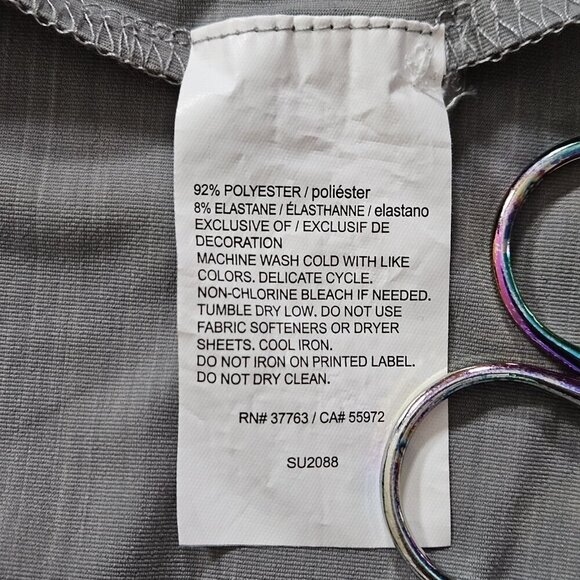 92% POLYESTER / poliéster
8% ELASTANE / ÉLASTHANNE / elastano
EXCLUSIVE OF / EXCLUSIF DE
DECORATION
MACHINE WASH COLD WITH LIKE
COLORS. DELICATE CYCLE.
NON-CHLORINE BLEACH IF NEEDED.
TUMBLE DRY LOW. DO NOT USE
FABRIC SOFTENERS OR DRYER
SHEETS. COOL IRON.
DO NOT IRON ON PRINTED LABEL.
DO NOT DRY CLEAN.
RN# 37763 / CA# 55972
SU2088